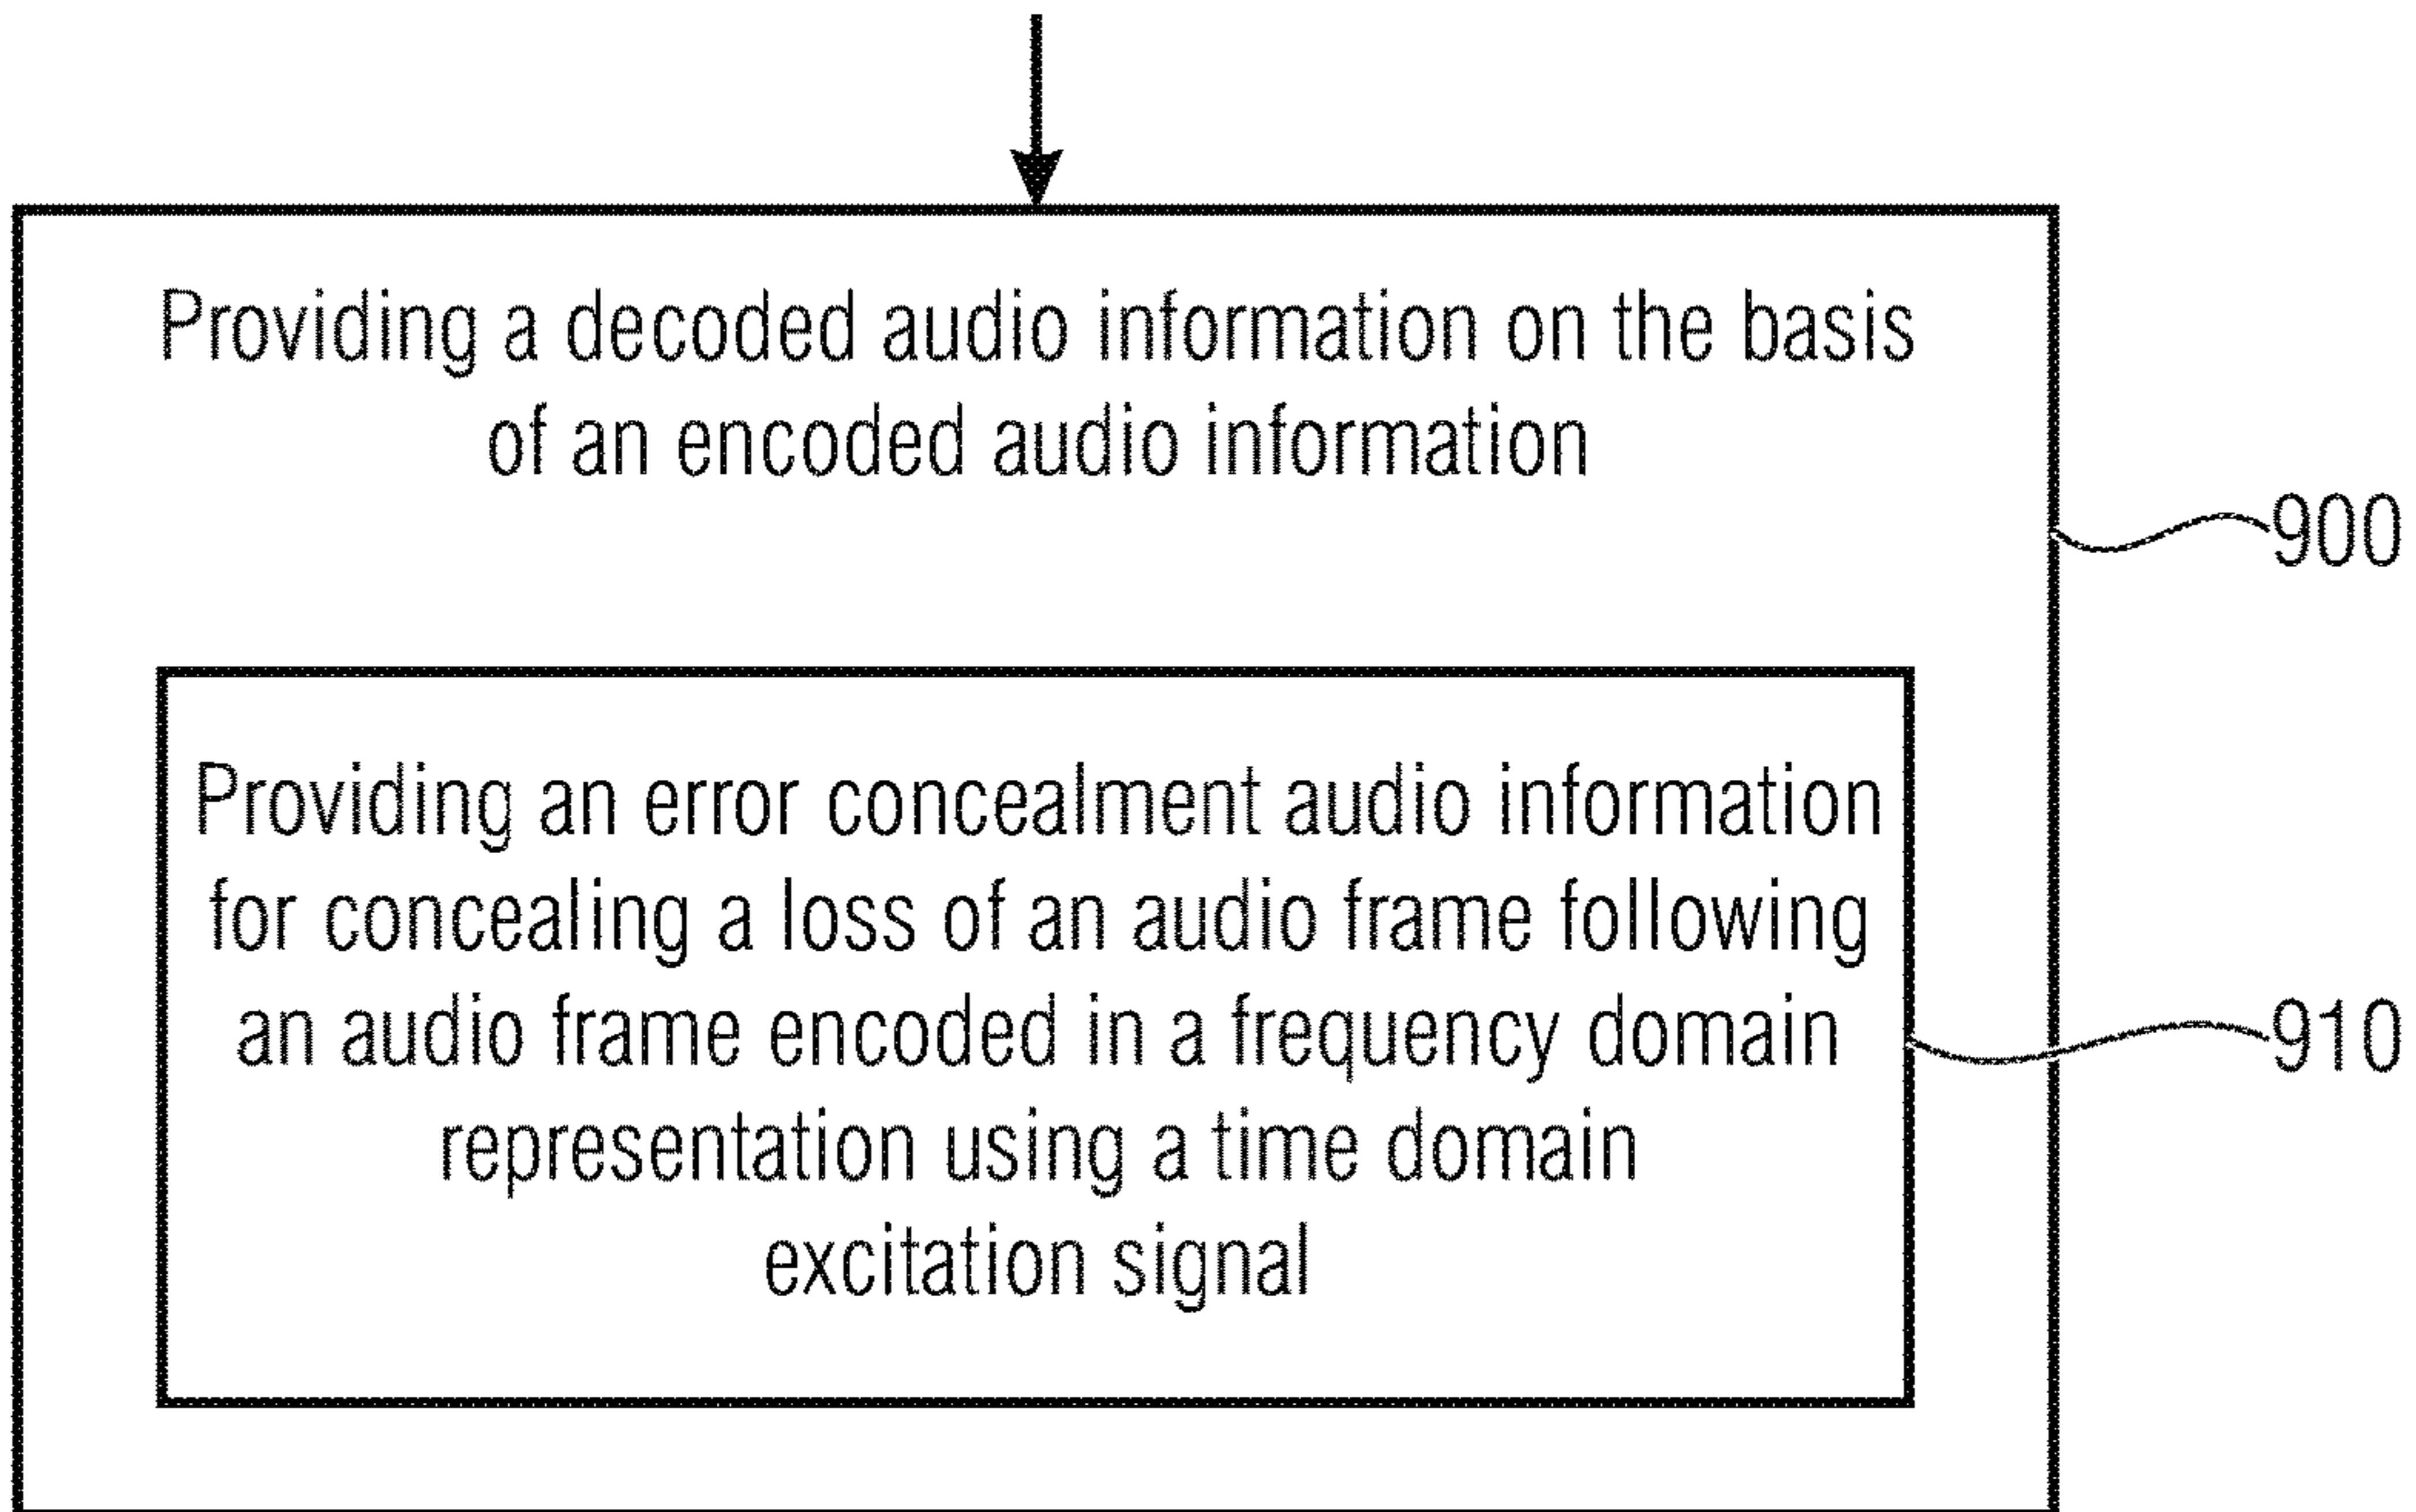 Providing a decoded audio information on the basis
of an encoded audio information
900
Providing an error concealment audio information
for concealing a loss of an audio frame following
an audio frame encoded in a frequency domain
910
representation using a time domain
excitation signal